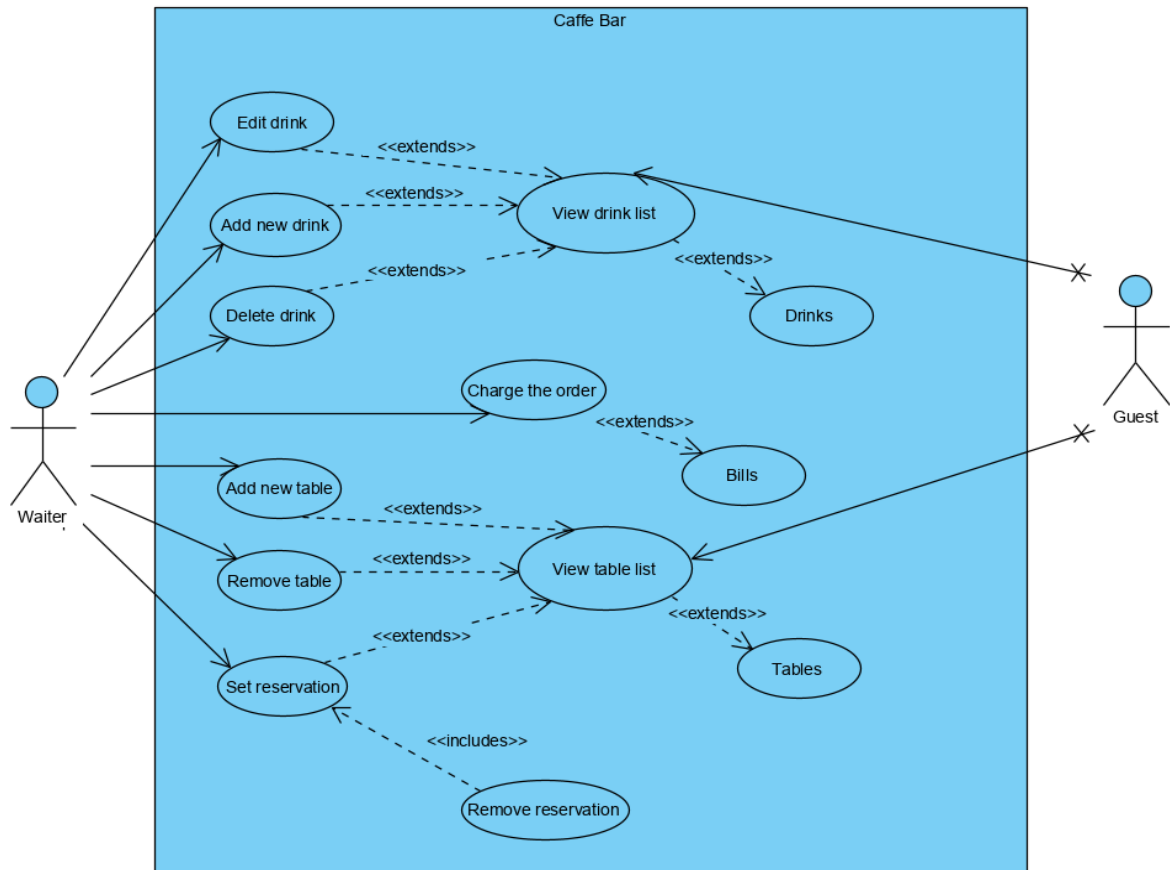 Caffe Bar
Edit drink
<<extends>>
<<extends>>
Add new drink
View drink list
<<extends>>
<<extends>>
Delete drink
Drinks
Charge the order
Guest
<<extends>>
Bills
Add new table
Waiter
<<extends>>
<<extends>>
View table list
Remove table
<<extends>>
<<extends>>
Tables
Set reservation
<<includes>>
Remove reservation